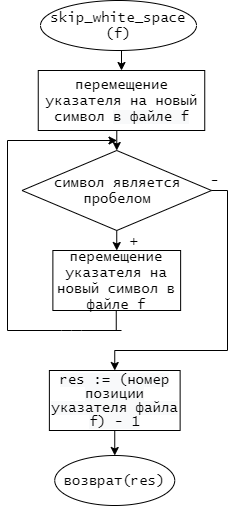 skip_white_space
(f)
перемещение
указателя на новый
символ в файле f
символ является
пробелом
-
+
перемещение
указателя на
новый символ в
файле f
res := (номер
позиции
указателя файла
f) - 1
возврат(res)